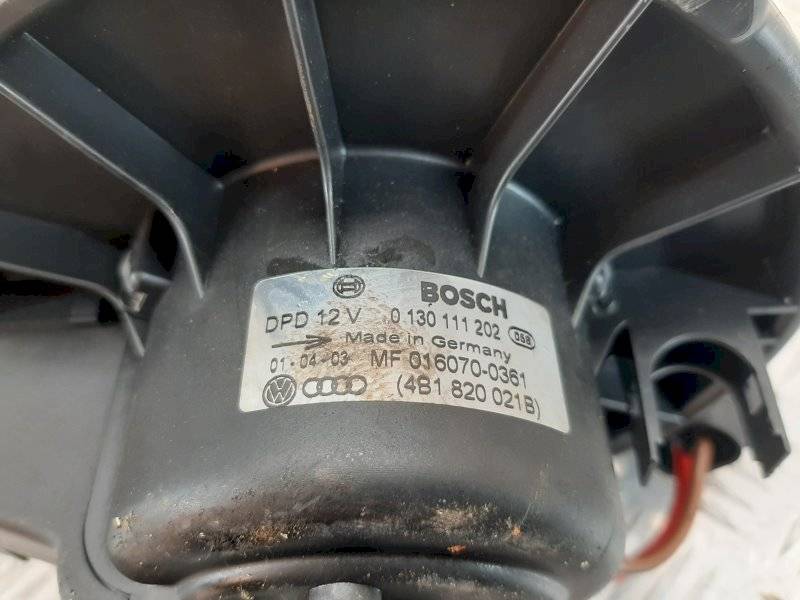 BOSCH
DPD 12 V 0 130 111 202 058
Made in Germany
01-04-03 MF 016070-0361
VW (4B1 820 021B)